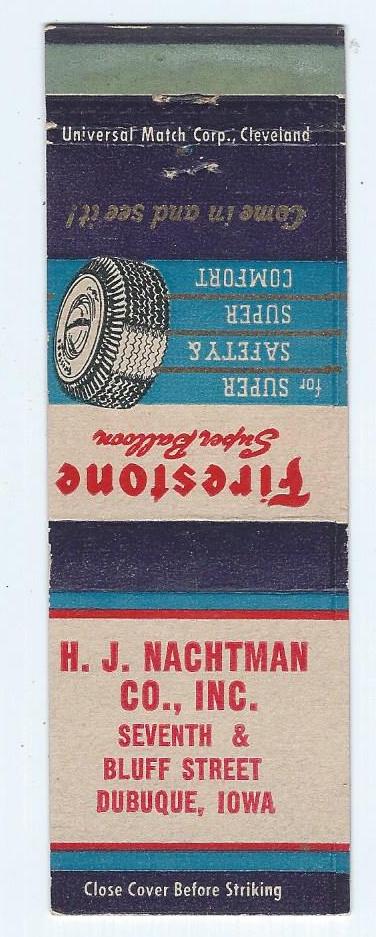 Universal Match Corp., Cleveland
Firestone
Super Balloon
for SUPER
SAFETY &
SUPER
COMFORT
Come in and see it!
H. J. NACHTMAN
CO., INC.
SEVENTH &
BLUFF STREET
DUBUQUE, IOWA
Close Cover Before Striking